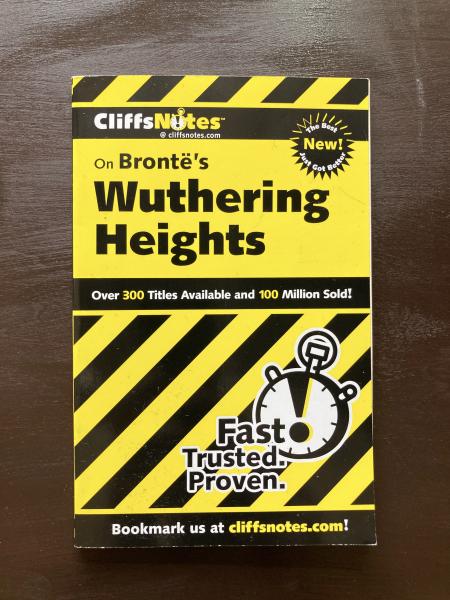 CliffsNotes™
@ cliffsnotes.com
The Best
New!
Just Got Better
On Brontë's
Wuthering
Heights
Over 300 Titles Available and 100 Million Sold!
Fast.
Trusted.
Proven.
Bookmark us at cliffsnotes.com!